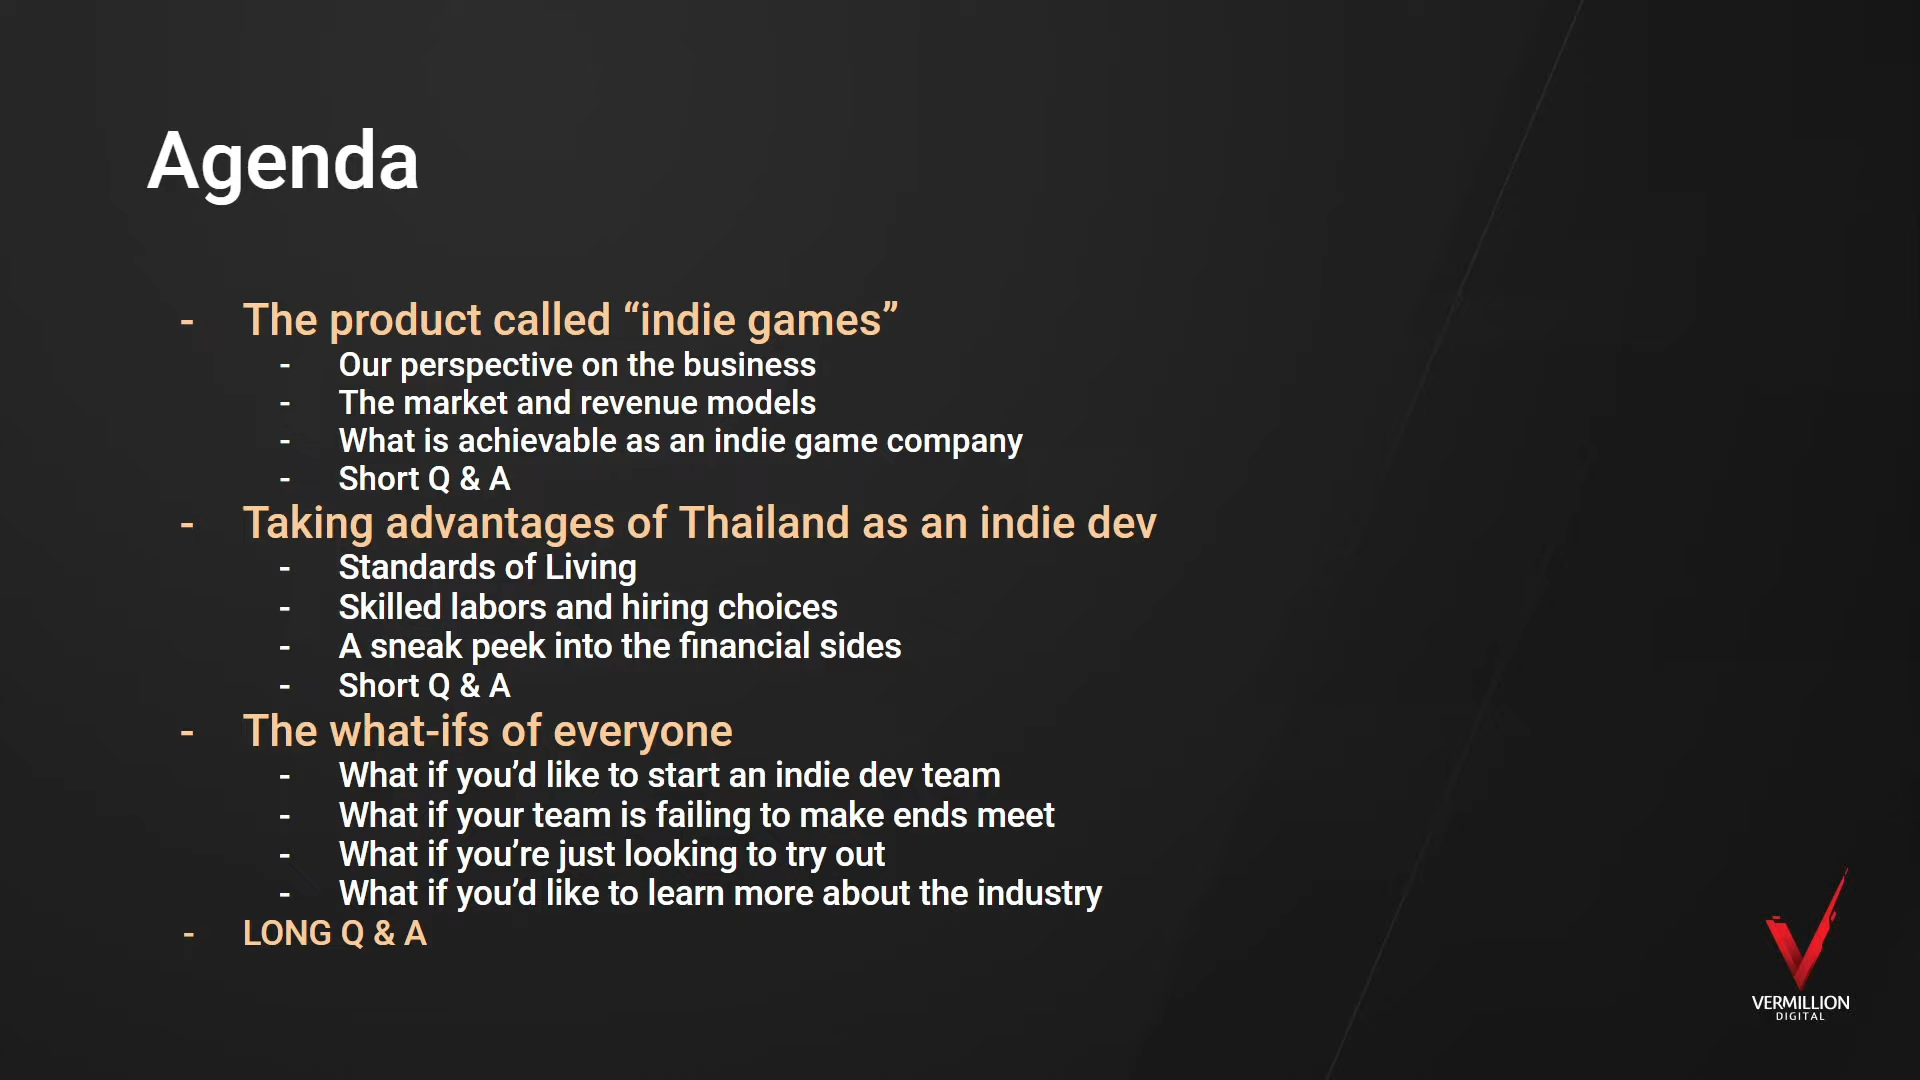 Agenda
- The product called “indie games”
- Our perspective on the business
- The market and revenue models
- What is achievable as an indie game company
- Short Q & A
- Taking advantages of Thailand as an indie dev
- Standards of Living
- Skilled labors and hiring choices
- A sneak peek into the financial sides
- Short Q & A
- The what-ifs of everyone
- What if you’d like to start an indie dev team
- What if your team is failing to make ends meet
- What if you’re just looking to try out
- What if you’d like to learn more about the industry
- LONG Q & A
VERMILLION
DIGITAL